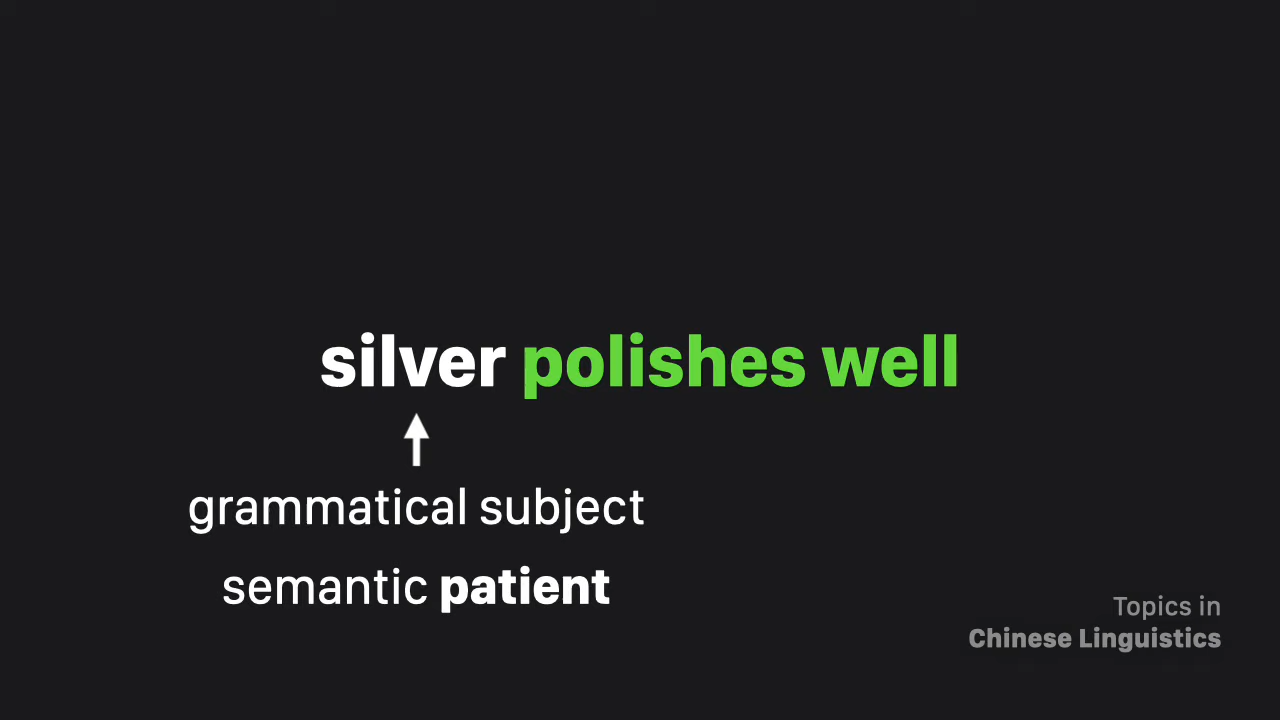 silver polishes well
grammatical subject
semantic patient
Topics in
Chinese Linguistics